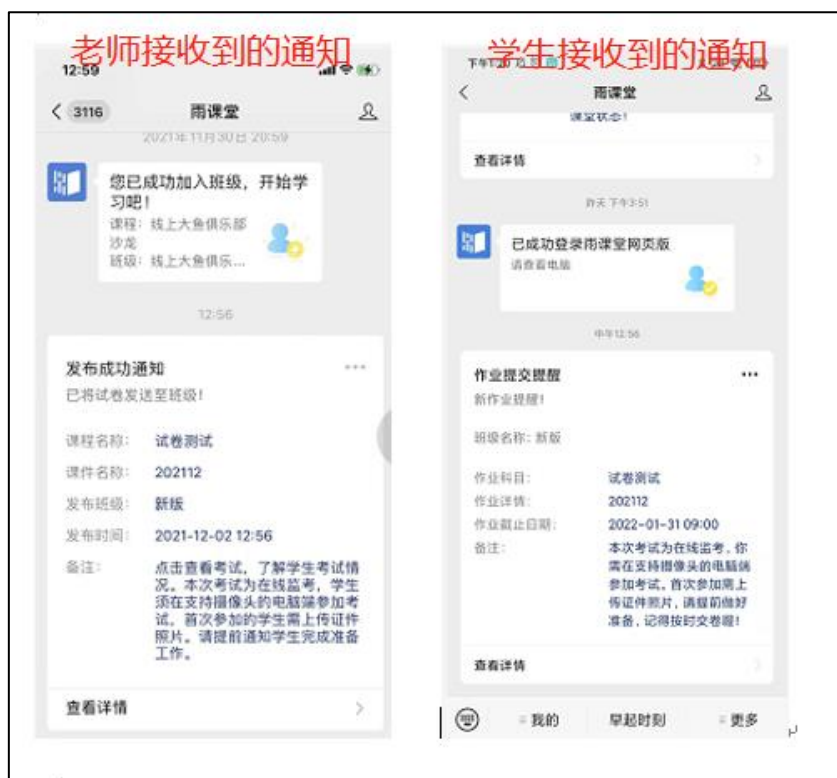 老师接收到的通知
12:59
3116
雨课堂
2021年11月30日 20:59
您已成功加入班级，开始学
习吧！
课程：线上大鱼俱乐部
沙龙
班级：线上大鱼俱乐...
12:56
发布成功通知
已将试卷发送至班级！
课程名称： 试卷测试
课件名称： 202112
发布班级： 新版
发布时间： 2021-12-02 12:56
备注： 点击查看考试，了解学生考试情
况。本次考试为在线监考，学生
须在支持摄像头的电脑端参加考
试，首次参加的学生需上传证件
照片。请提前通知学生完成准备
工作。
查看详情
学生接收到的通知
雨课堂
课堂状态！
查看详情
昨天 下午3:51
已成功登录雨课堂网页版
请查看电脑
中午12:56
作业提交提醒
新作业提醒！
班级名称：新版
作业科目： 试卷测试
作业详情： 202112
作业截止日期： 2022-01-31 09:00
备注： 本次考试为在线监考，你
需在支持摄像头的电脑端
参加考试。首次参加需上
传证件照片，请提前做好
准备，记得按时交卷喔！
查看详情
我的 早起时刻 更多